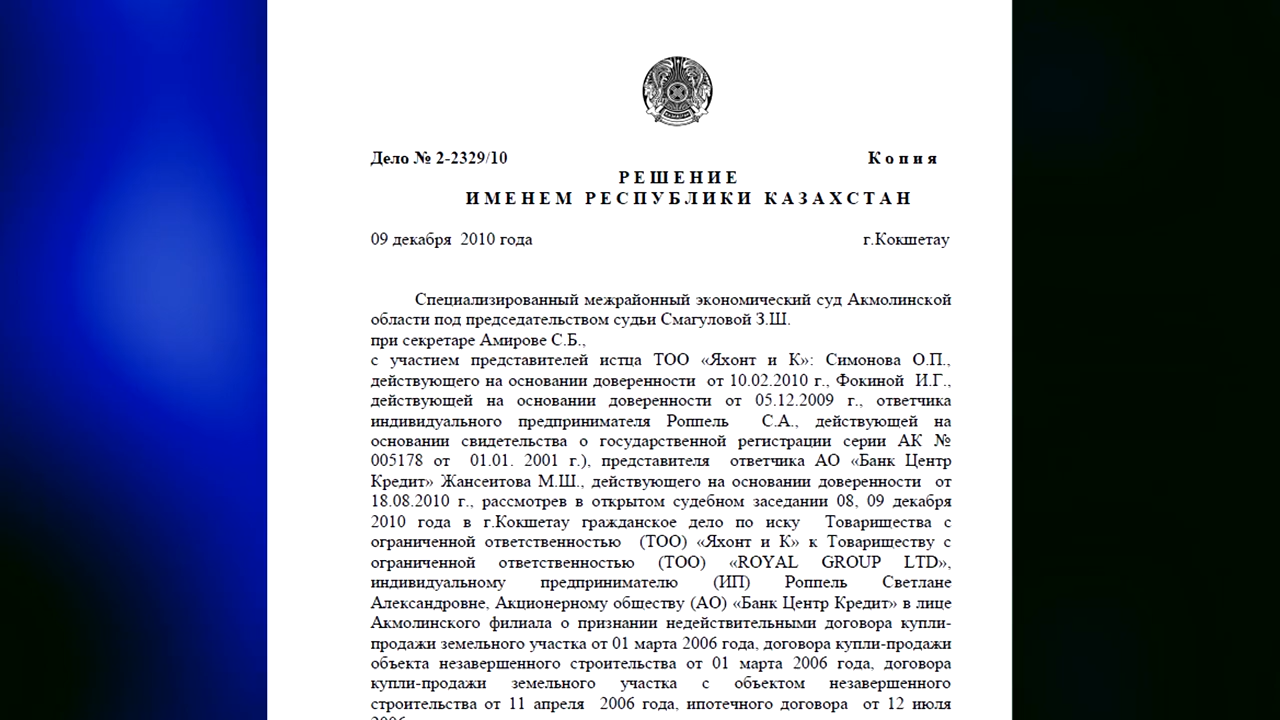 Дело № 2-2329/10 Копия
РЕШЕНИЕ
ИМЕНЕМ РЕСПУБЛИКИ КАЗАХСТАН
09 декабря 2010 года г.Кокшетау
Специализированный межрайонный экономический суд Акмолинской
области под председательством судьи Смагуловой З.Ш.
при секретаре Амирове С.Б.,
с участием представителей истца ТОО «Яхонт и К»: Симонова О.П.,
действующего на основании доверенности от 10.02.2010 г., Фокиной И.Г.,
действующей на основании доверенности от 05.12.2009 г., ответчика
индивидуального предпринимателя Роппель С.А., действующей на
основании свидетельства о государственной регистрации серии АК №
005178 от 01.01. 2001 г.), представителя ответчика АО «Банк Центр
Кредит» Жансеитова М.Ш., действующего на основании доверенности от
18.08.2010 г., рассмотрев в открытом судебном заседании 08, 09 декабря
2010 года в г.Кокшетау гражданское дело по иску Товарищества с
ограниченной ответственностью (ТОО) «Яхонт и К» к Товариществу с
ограниченной ответственностью (ТОО) «ROYAL GROUP LTD»,
индивидуальному предпринимателю (ИП) Роппель Светлане
Александровне, Акционерному обществу (АО) «Банк Центр Кредит» в лице
Акмолинского филиала о признании недействительными договора купли-
продажи земельного участка от 01 марта 2006 года, договора купли-продажи
объекта незавершенного строительства от 01 марта 2006 года, договора
купли-продажи земельного участка с объектом незавершенного
строительства от 11 апреля 2006 года, ипотечного договора от 12 июля